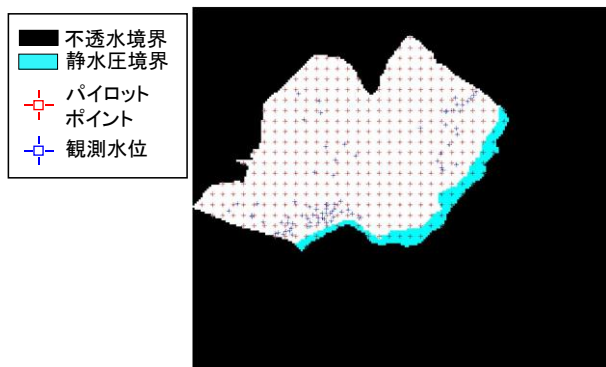 不透水境界
静水圧境界
パイロット
ポイント
観測水位